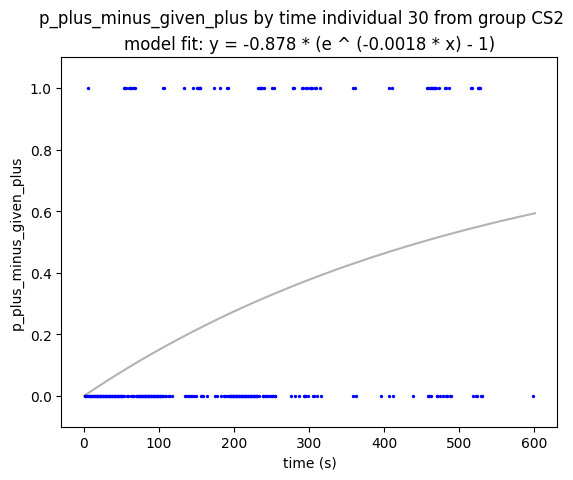 p_plus_minus_given_plus by time individual 30 from group CS2
model fit: y = -0.878 * (e ^ (-0.0018 * x) - 1)
1.0
0.8
0.6
0.4
0.2
0.0
p_plus_minus_given_plus
0 100 200 300 400 500 600
time (s)